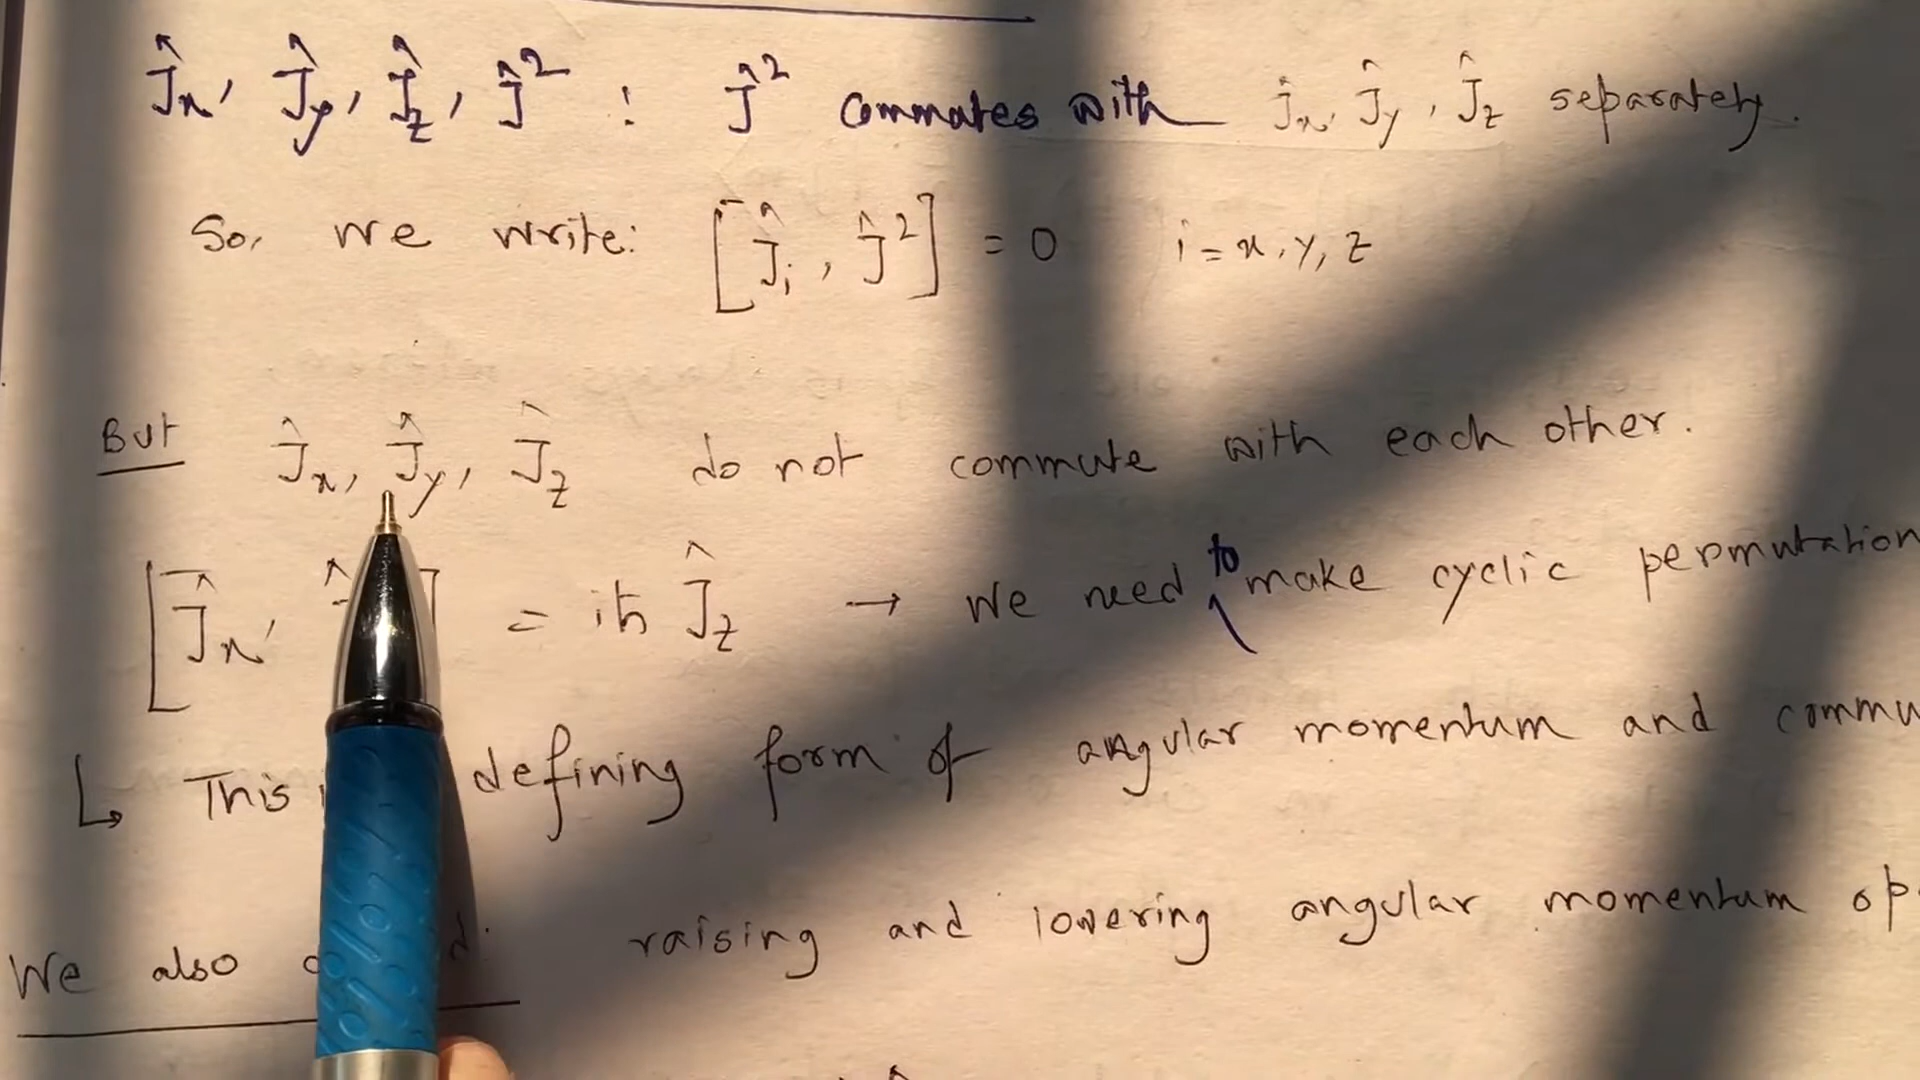 Ĵx, Ĵy, Ĵz, Ĵ² : Ĵ² commutes with Ĵx, Ĵy, Ĵz separately.
So, we write: [Ĵi, Ĵ²] = 0 i = x, y, z
But Ĵx, Ĵy, Ĵz do not commute with each other.
[Ĵx, ] = iħ Ĵz → We need to make cyclic permutation
↳ This defining form of angular momentum and commu
We also raising and lowering angular momentum op